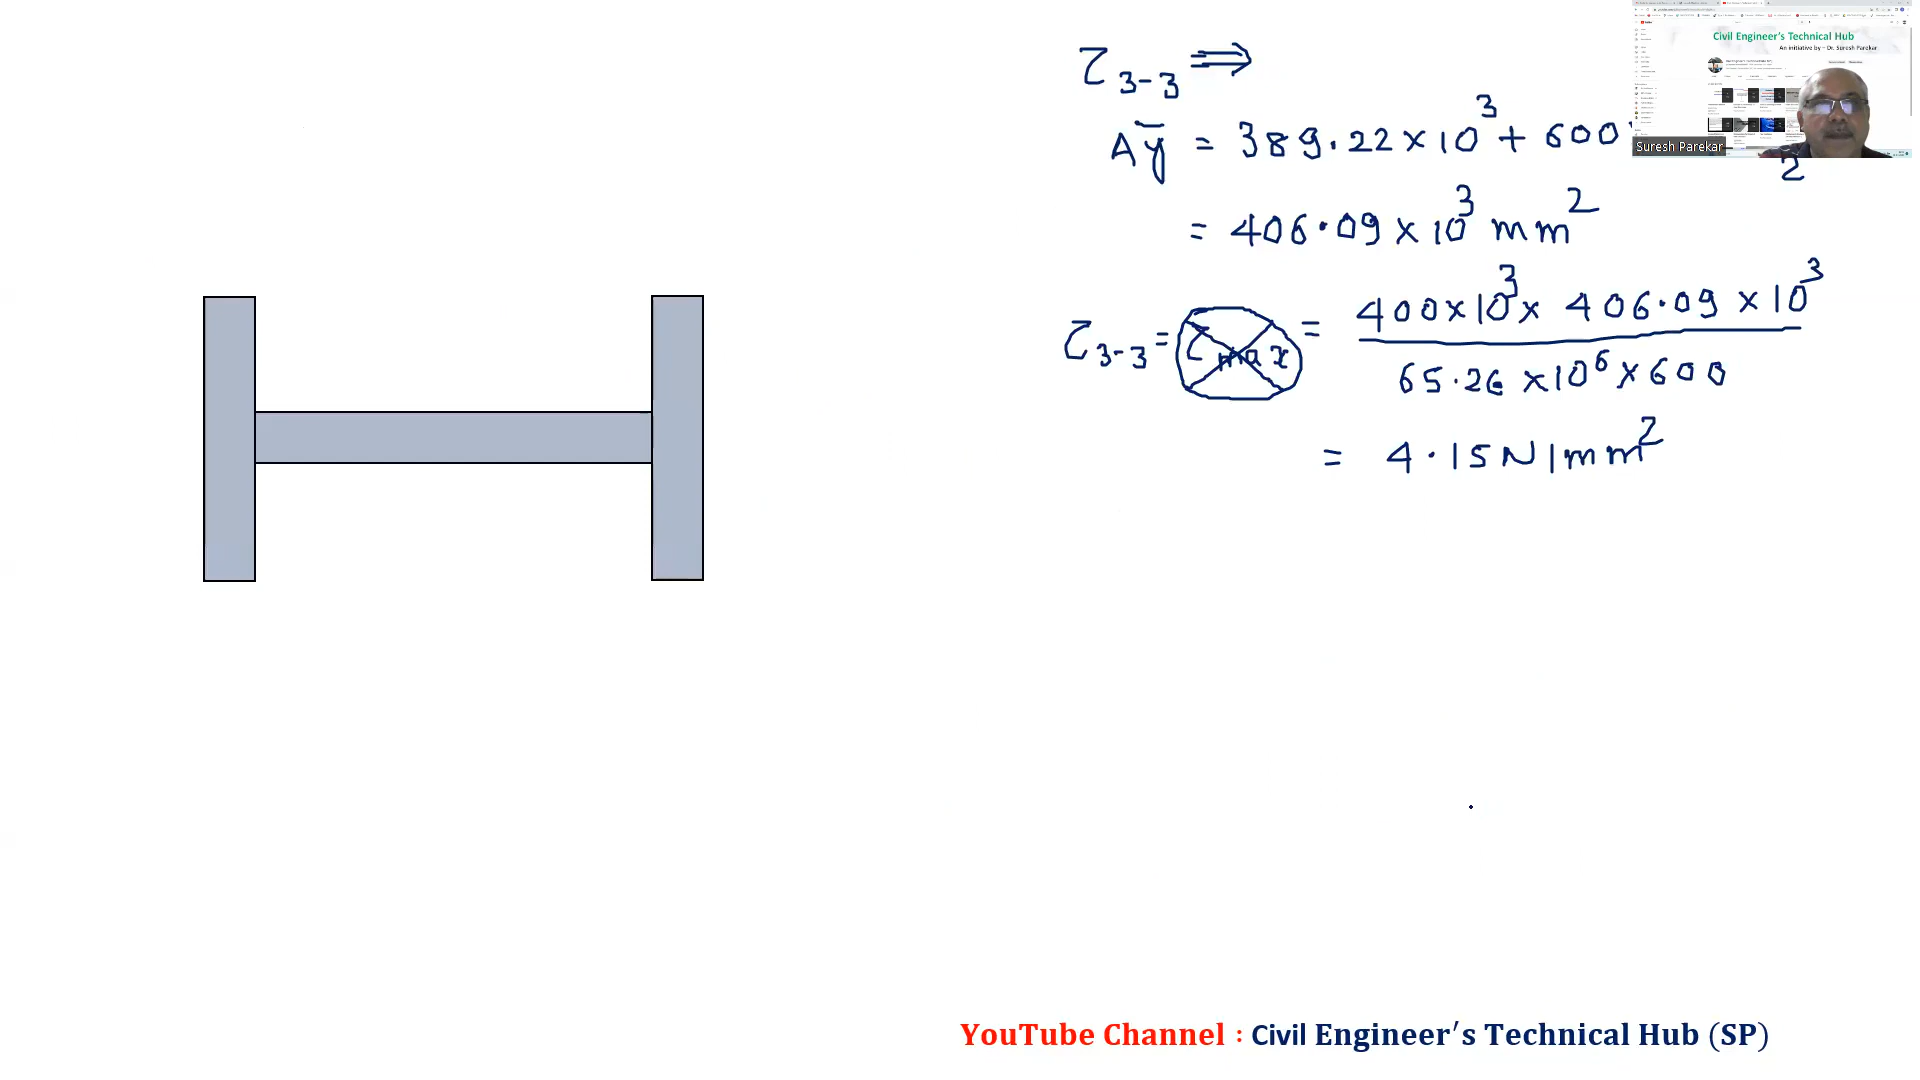 Civil Engineer's Technical Hub
An initiative by – Dr. Suresh Parekar
Suresh Parekar
τ₃₋₃ ⇒
Aȳ = 389.22 × 10³ + 600
2
= 406.09 × 10³ mm²
τ₃₋₃ = τmax = 400×10³ × 406.09 × 10³
65.26 × 10⁶ × 600
= 4.15 N/mm²
YouTube Channel : Civil Engineer's Technical Hub (SP)